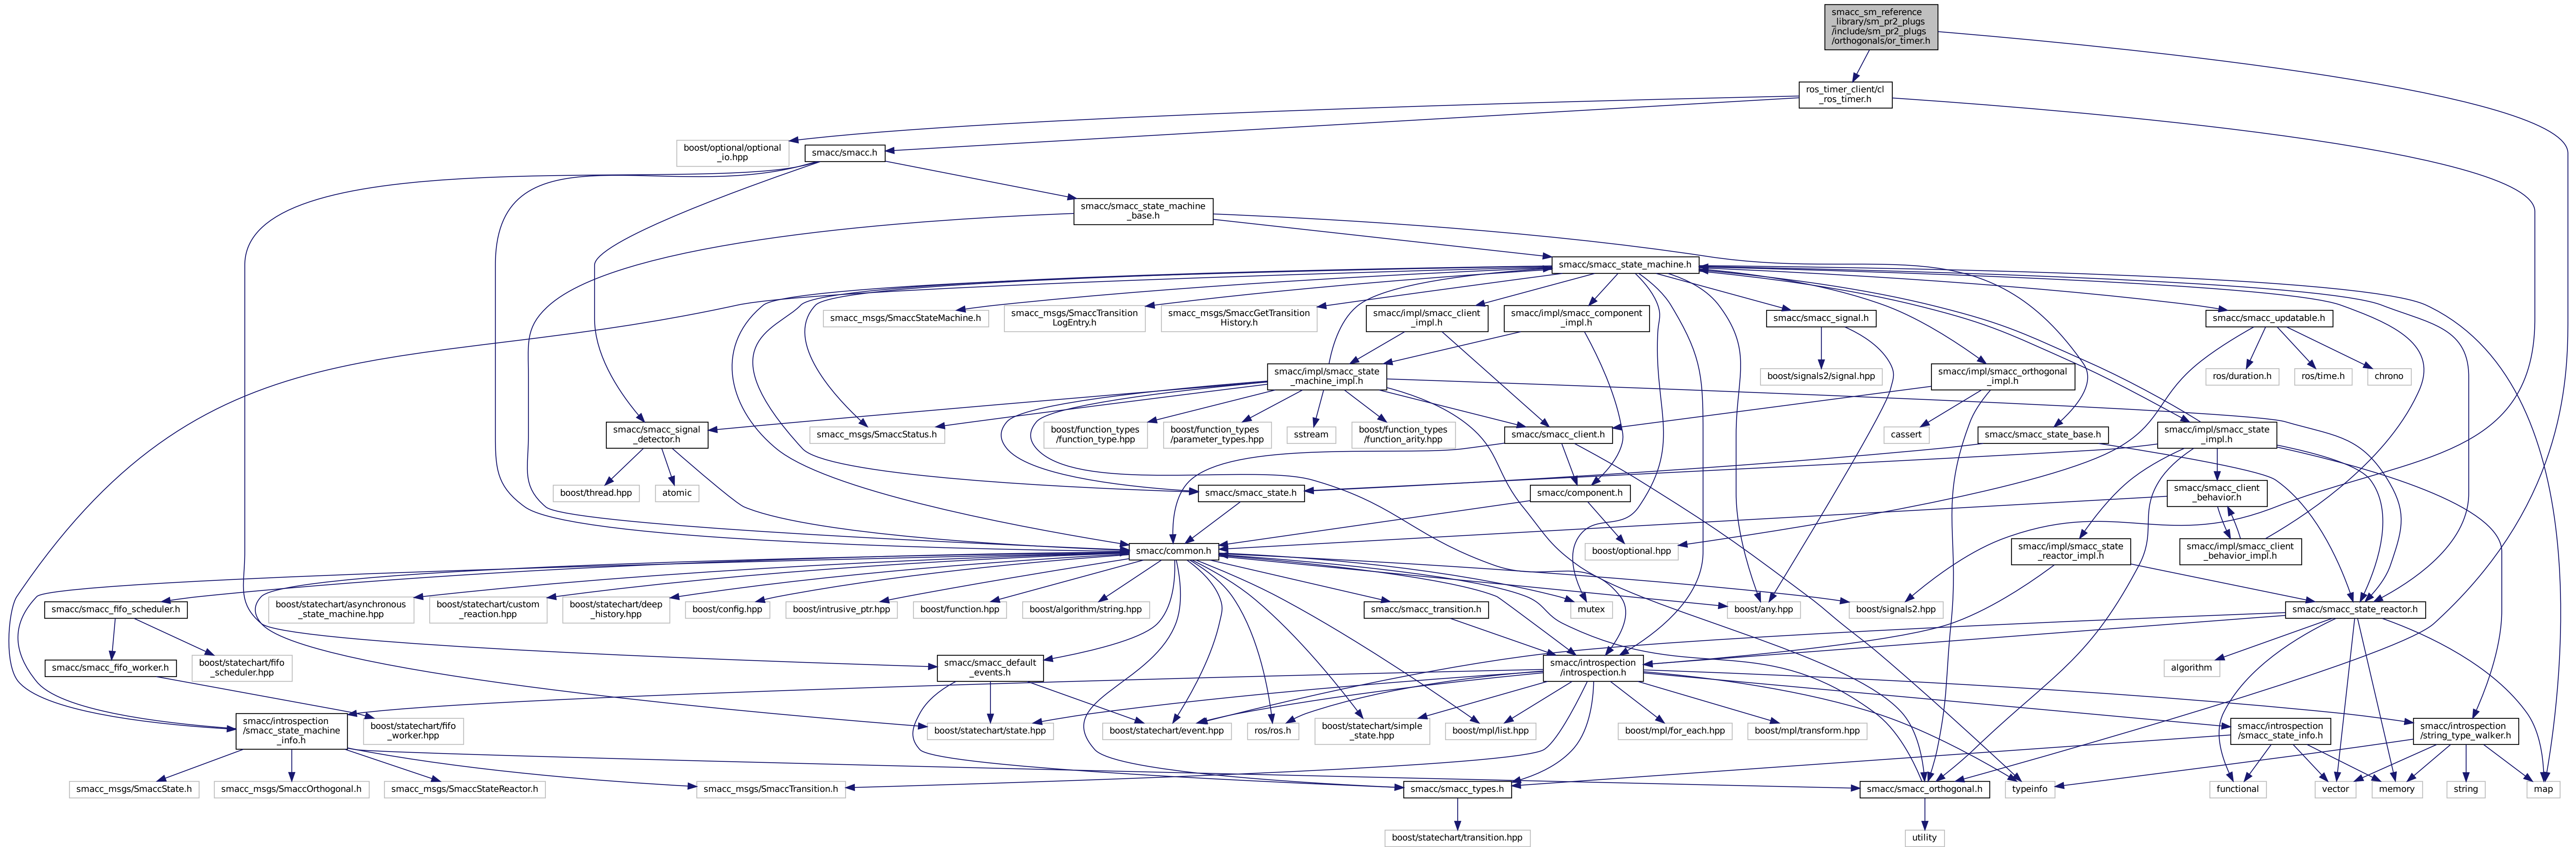 smacc_sm_reference
_library/sm_pr2_plugs
/include/sm_pr2_plugs
/orthogonals/or_timer.h
ros_timer_client/cl
_ros_timer.h
boost/optional/optional
_io.hpp
smacc/smacc.h
smacc/smacc_state_machine
_base.h
smacc/smacc_state_machine.h
smacc_msgs/SmaccStateMachine.h
smacc_msgs/SmaccTransition
LogEntry.h
smacc_msgs/SmaccGetTransition
History.h
smacc/impl/smacc_client
_impl.h
smacc/impl/smacc_component
_impl.h
smacc/smacc_signal.h
smacc/smacc_updatable.h
smacc/impl/smacc_state
_machine_impl.h
boost/signals2/signal.hpp
smacc/impl/smacc_orthogonal
_impl.h
ros/duration.h
ros/time.h
chrono
smacc/smacc_signal
_detector.h
smacc_msgs/SmaccStatus.h
boost/function_types
/function_type.hpp
boost/function_types
/parameter_types.hpp
sstream
boost/function_types
/function_arity.hpp
smacc/smacc_client.h
cassert
smacc/smacc_state_base.h
smacc/impl/smacc_state
_impl.h
boost/thread.hpp
atomic
smacc/smacc_state.h
smacc/component.h
smacc/smacc_client
_behavior.h
smacc/common.h
boost/optional.hpp
smacc/impl/smacc_state
_reactor_impl.h
smacc/impl/smacc_client
_behavior_impl.h
smacc/smacc_fifo_scheduler.h
boost/statechart/asynchronous
_state_machine.hpp
boost/statechart/custom
_reaction.hpp
boost/statechart/deep
_history.hpp
boost/config.hpp
boost/intrusive_ptr.hpp
boost/function.hpp
boost/algorithm/string.hpp
smacc/smacc_transition.h
mutex
boost/any.hpp
boost/signals2.hpp
smacc/smacc_state_reactor.h
smacc/smacc_fifo_worker.h
boost/statechart/fifo
_scheduler.hpp
smacc/smacc_default
_events.h
smacc/introspection
/introspection.h
algorithm
smacc/introspection
/smacc_state_machine
_info.h
boost/statechart/fifo
_worker.hpp
boost/statechart/state.hpp
boost/statechart/event.hpp
ros/ros.h
boost/statechart/simple
_state.hpp
boost/mpl/list.hpp
boost/mpl/for_each.hpp
boost/mpl/transform.hpp
smacc/introspection
/smacc_state_info.h
smacc/introspection
/string_type_walker.h
smacc_msgs/SmaccState.h
smacc_msgs/SmaccOrthogonal.h
smacc_msgs/SmaccStateReactor.h
smacc_msgs/SmaccTransition.h
smacc/smacc_types.h
smacc/smacc_orthogonal.h
typeinfo
functional
vector
memory
string
map
boost/statechart/transition.hpp
utility